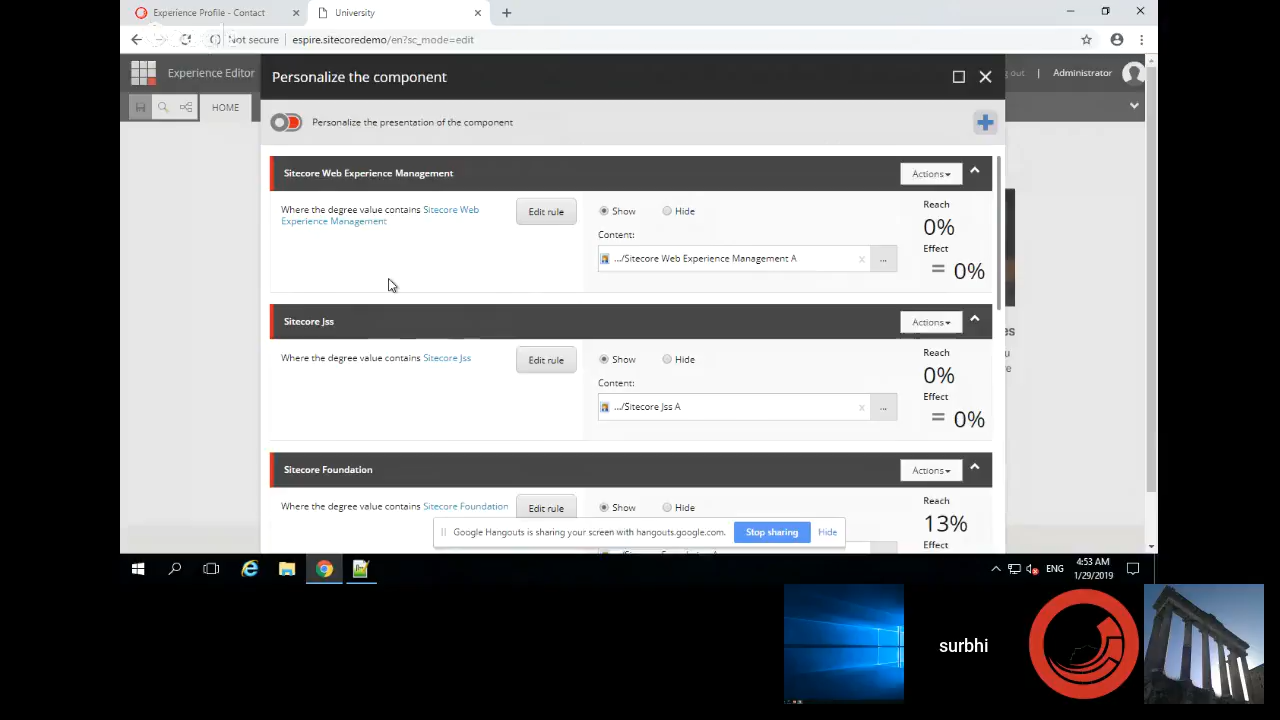 Experience Profile - Contact
University
Not secure
espire.sitecoredemo/en?sc_mode=edit
Experience Editor
Personalize the component
out
Administrator
HOME
Personalize the presentation of the component
Sitecore Web Experience Management
Actions
Where the degree value contains Sitecore Web
Experience Management
Edit rule
Show
Hide
Content:
.../Sitecore Web Experience Management A
x
...
Reach
0%
Effect
= 0%
Sitecore Jss
Actions
Where the degree value contains Sitecore Jss
Edit rule
Show
Hide
Content:
.../Sitecore Jss A
x
...
Reach
0%
Effect
= 0%
Sitecore Foundation
Actions
Where the degree value contains Sitecore Foundation
Edit rule
Show
Hide
Reach
13%
Effect
Google Hangouts is sharing your screen with hangouts.google.com.
Stop sharing
Hide
ENG
4:53 AM
1/29/2019
surbhi